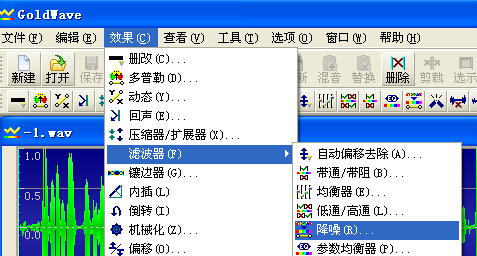 GoldWave
文件(F) 编辑(E) 效果(C) 查看(V) 工具(T) 选项(O) 窗口(W) 帮助(H)
新建 打开 保存 混音 替换 删除 剪裁 选示
删改(C)...
多普勒(D)...
动态(Y)...
回声(E)...
压缩器/扩展器(X)...
滤波器(F)
镶边器(G)...
内插(L)
倒转(I)
机械化(Z)...
偏移(O)...
自动偏移去除(A)...
带通/带阻(B)...
均衡器(E)...
低通/高通(L)...
降噪(R)...
参数均衡器(P)...
-1.wav
1.0
0.5
0.0